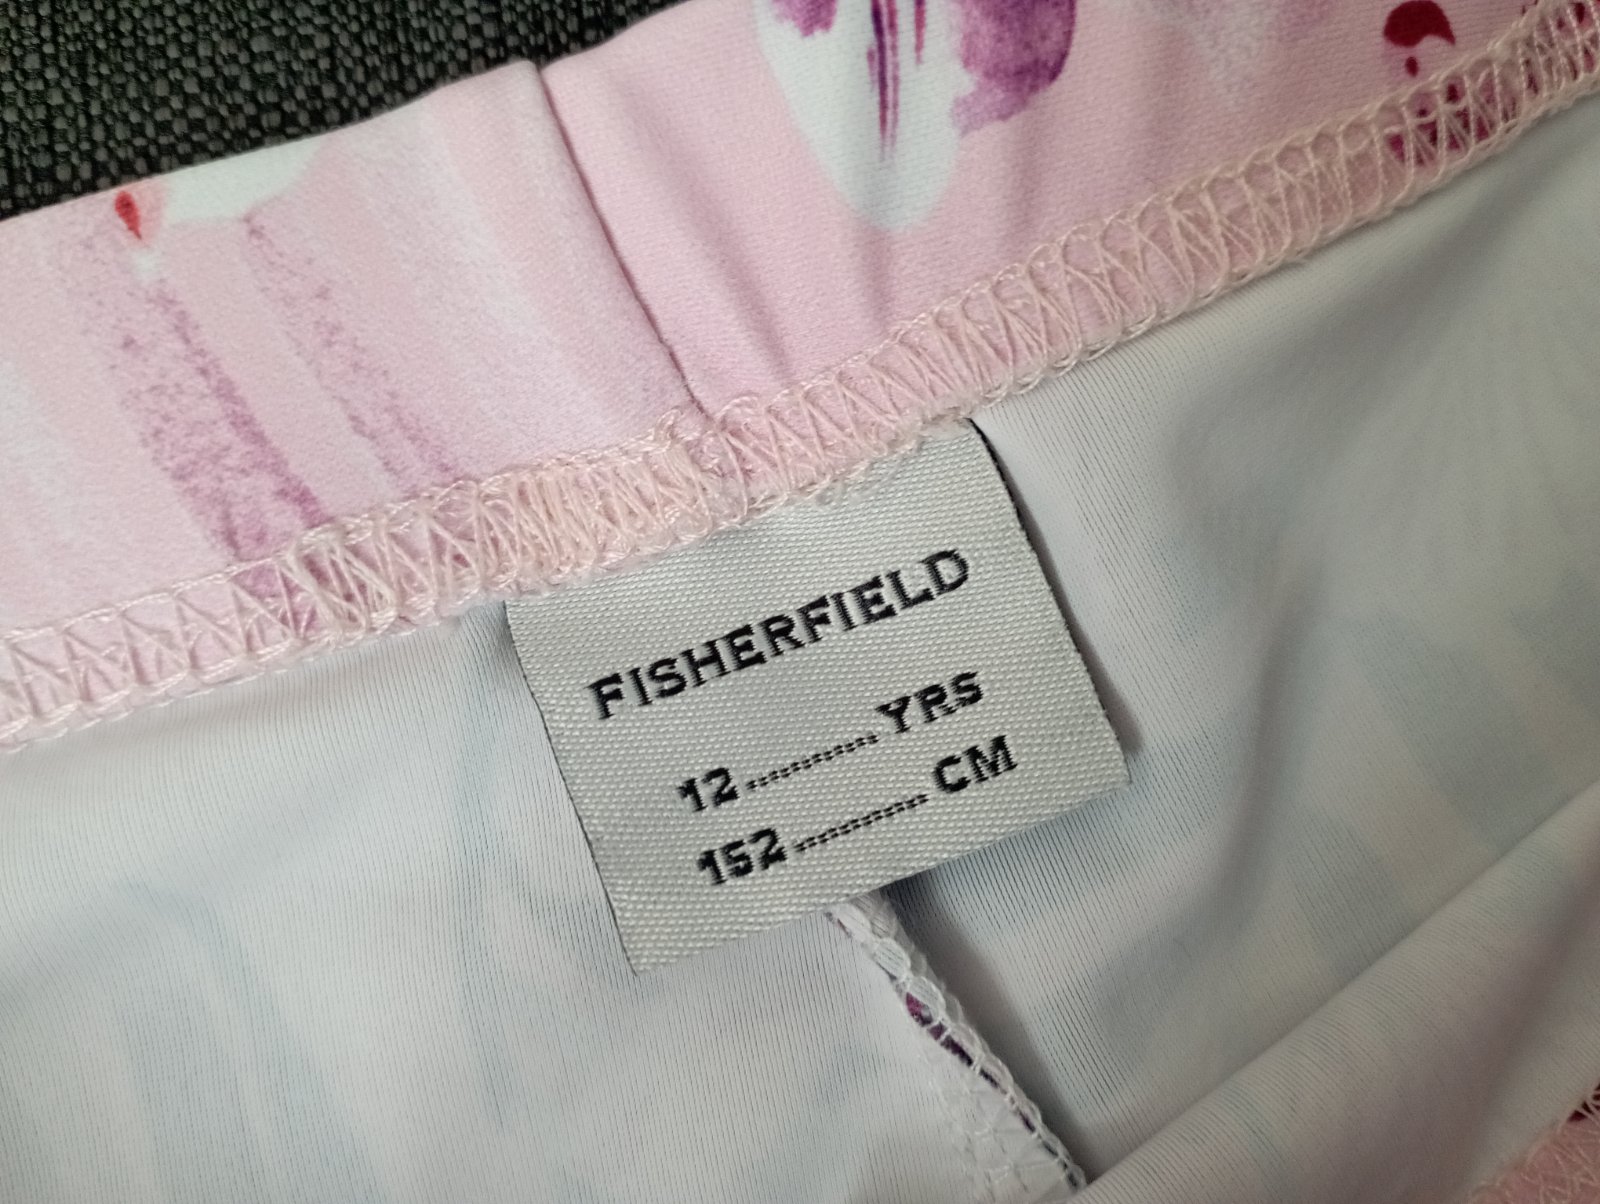 FISHERFIELD
12..........YRS
152..........CM